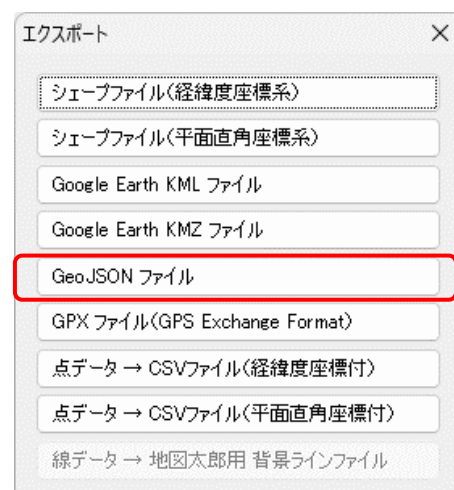 エクスポート
シェープファイル(経緯度座標系)
シェープファイル(平面直角座標系)
Google Earth KML ファイル
Google Earth KMZ ファイル
GeoJSON ファイル
GPX ファイル(GPS Exchange Format)
点データ → CSVファイル(経緯度座標付)
点データ → CSVファイル(平面直角座標付)
線データ → 地図太郎用 背景ラインファイル